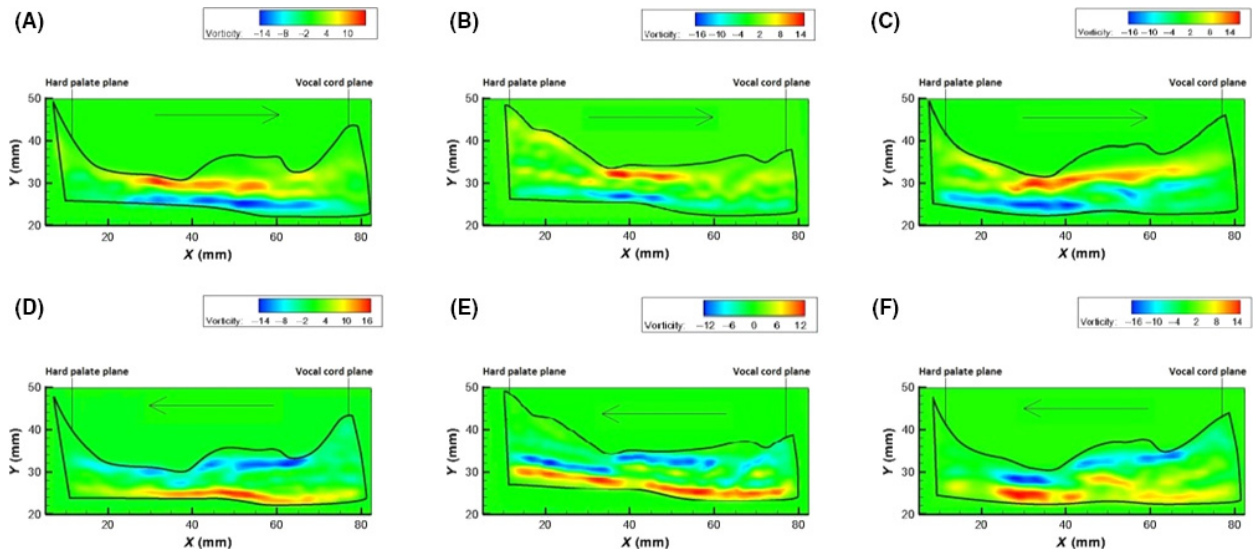 (A)
Vorticity: −14 −8 −2 4 10
Hard palate plane Vocal cord plane
50
40
30
20
Y (mm)
20 40 60 80
X (mm)
(B)
Vorticity: −16 −10 −4 2 8 14
Hard palate plane Vocal cord plane
50
40
30
20
Y (mm)
20 40 60 80
X (mm)
(C)
Vorticity: −16 −10 −4 2 8 14
Hard palate plane Vocal cord plane
50
40
30
20
Y (mm)
20 40 60 80
X (mm)
(D)
Vorticity: −14 −8 −2 4 10 16
Hard palate plane Vocal cord plane
50
40
30
20
Y (mm)
20 40 60 80
X (mm)
(E)
Vorticity: −12 −6 0 6 12
Hard palate plane Vocal cord plane
50
40
30
20
Y (mm)
20 40 60 80
X (mm)
(F)
Vorticity: −16 −10 −4 2 8 14
Hard palate plane Vocal cord plane
50
40
30
20
Y (mm)
20 40 60 80
X (mm)